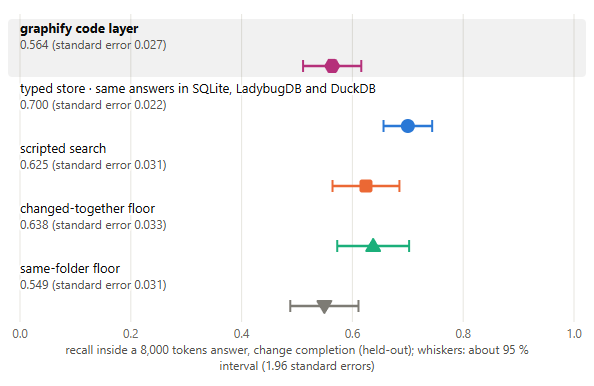 graphify code layer
0.564 (standard error 0.027)
typed store · same answers in SQLite, LadybugDB and DuckDB
0.700 (standard error 0.022)
scripted search
0.625 (standard error 0.031)
changed-together floor
0.638 (standard error 0.033)
same-folder floor
0.549 (standard error 0.031)
0.0 0.2 0.4 0.6 0.8 1.0
recall inside a 8,000 tokens answer, change completion (held-out); whiskers: about 95 %
interval (1.96 standard errors)